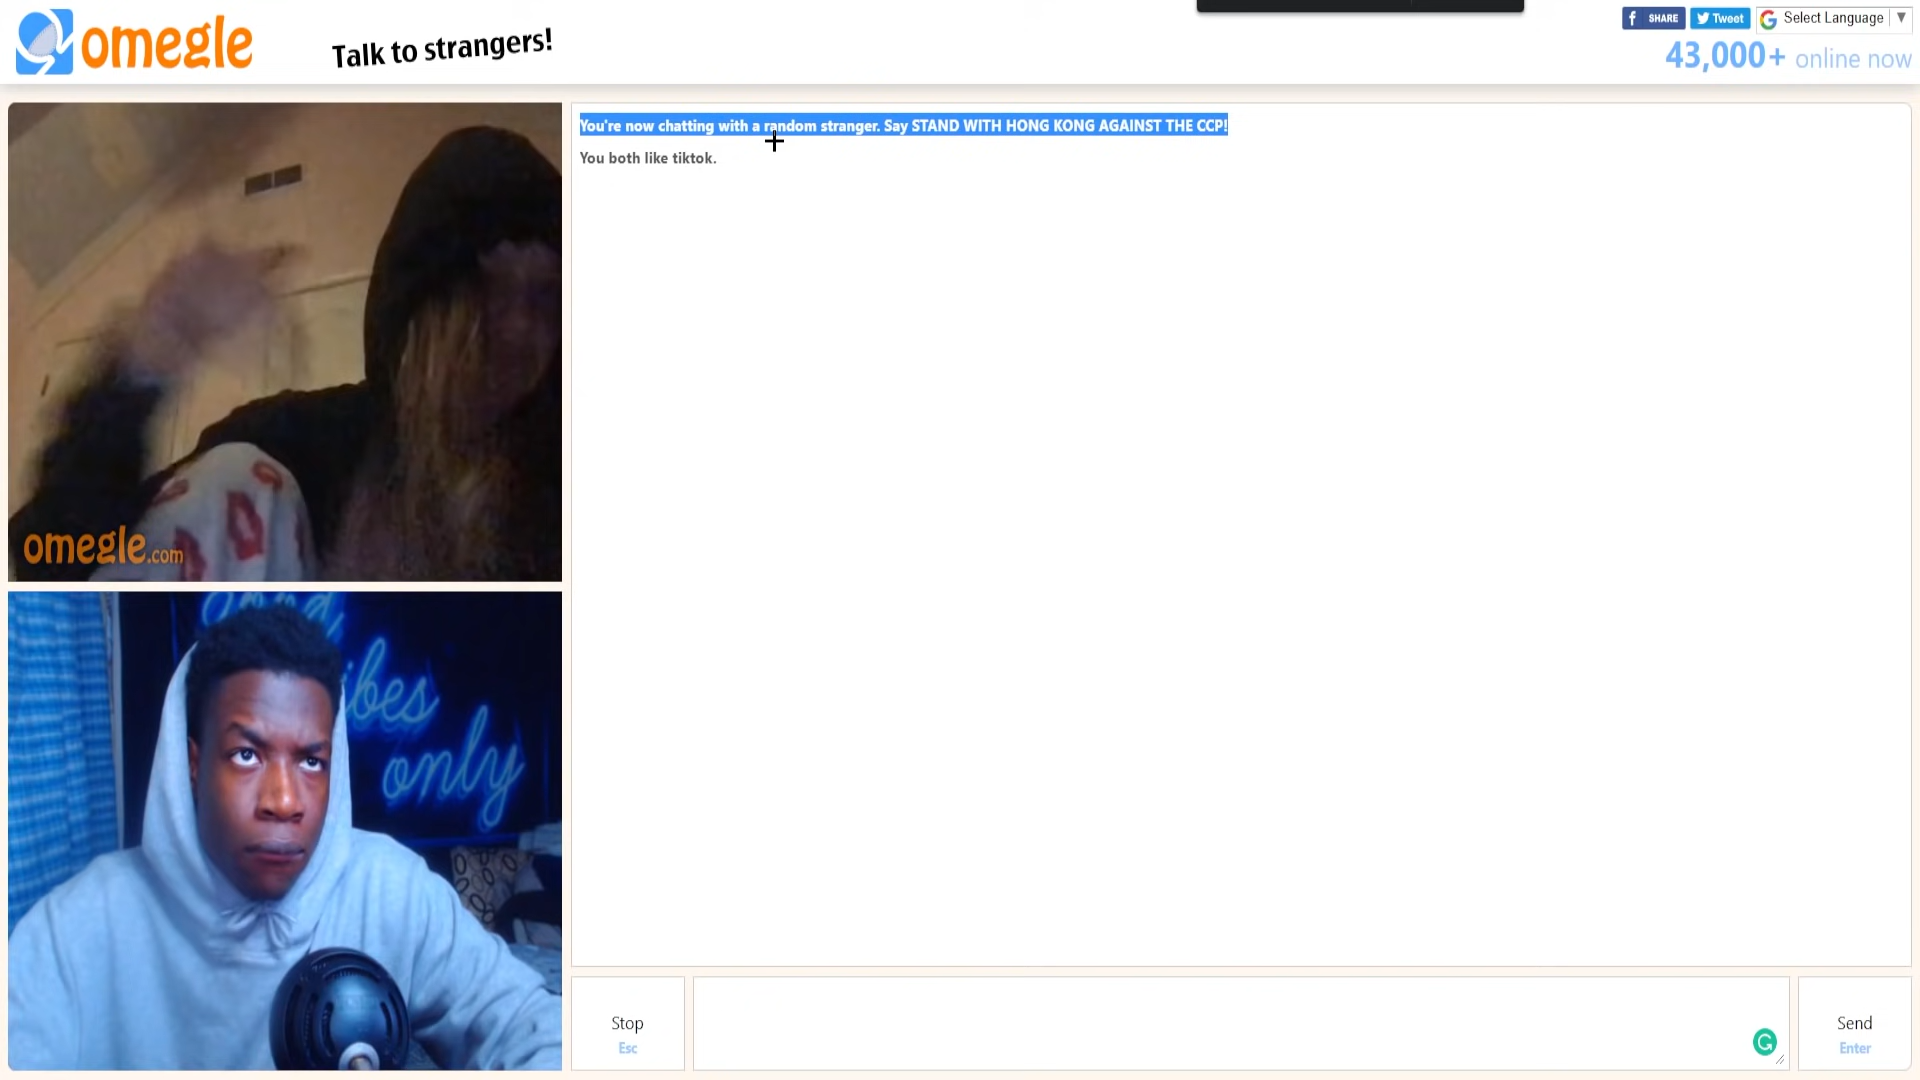 omegle
Talk to strangers!
SHARE
Tweet
Select Language
43,000+ online now
You're now chatting with a random stranger. Say STAND WITH HONG KONG AGAINST THE CCP!
You both like tiktok.
omegle.com
Good
vibes
only
Stop
Esc
Send
Enter